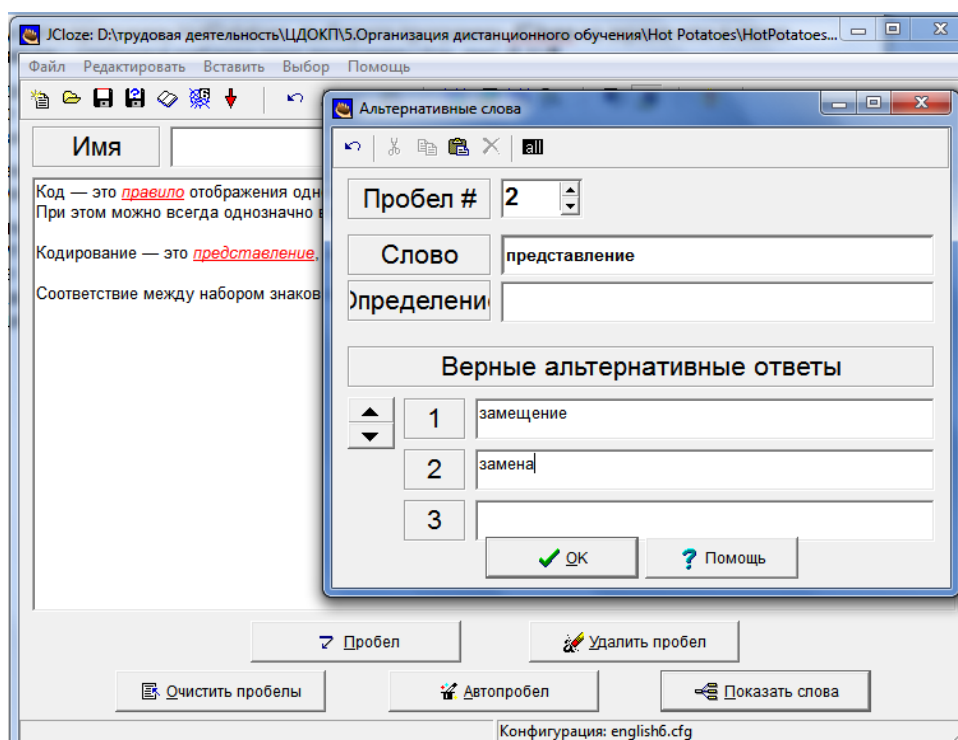 JCloze: D:\трудовая деятельность\ЦДОКП\5.Организация дистанционного обучения\Hot Potatoes\HotPotatoes...
Файл Редактировать Вставить Выбор Помощь
Имя
Код — это правило отображения одн
При этом можно всегда однозначно в
Кодирование — это представление,
Соответствие между набором знаков
Альтернативные слова
all
Пробел # 2
Слово представление
Определени
Верные альтернативные ответы
1 замещение
2 замена
3
OK Помощь
Пробел Удалить пробел
Очистить пробелы Автопробел Показать слова
Конфигурация: english6.cfg